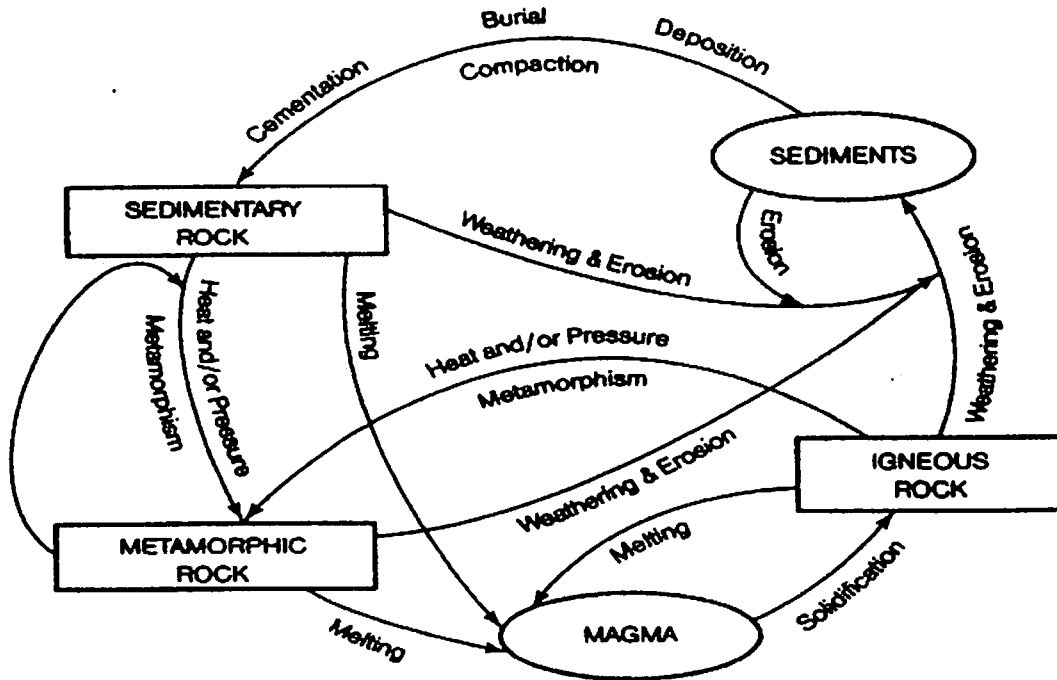 Burial
Deposition
Cementation
Compaction
SEDIMENTS
SEDIMENTARY
ROCK
Weathering & Erosion
Erosion
Weathering & Erosion
Metamorphism
Heat and/or Pressure
Melting
Heat and/or Pressure
Metamorphism
IGNEOUS
ROCK
Weathering & Erosion
Melting
METAMORPHIC
ROCK
Melting
MAGMA
Solidification